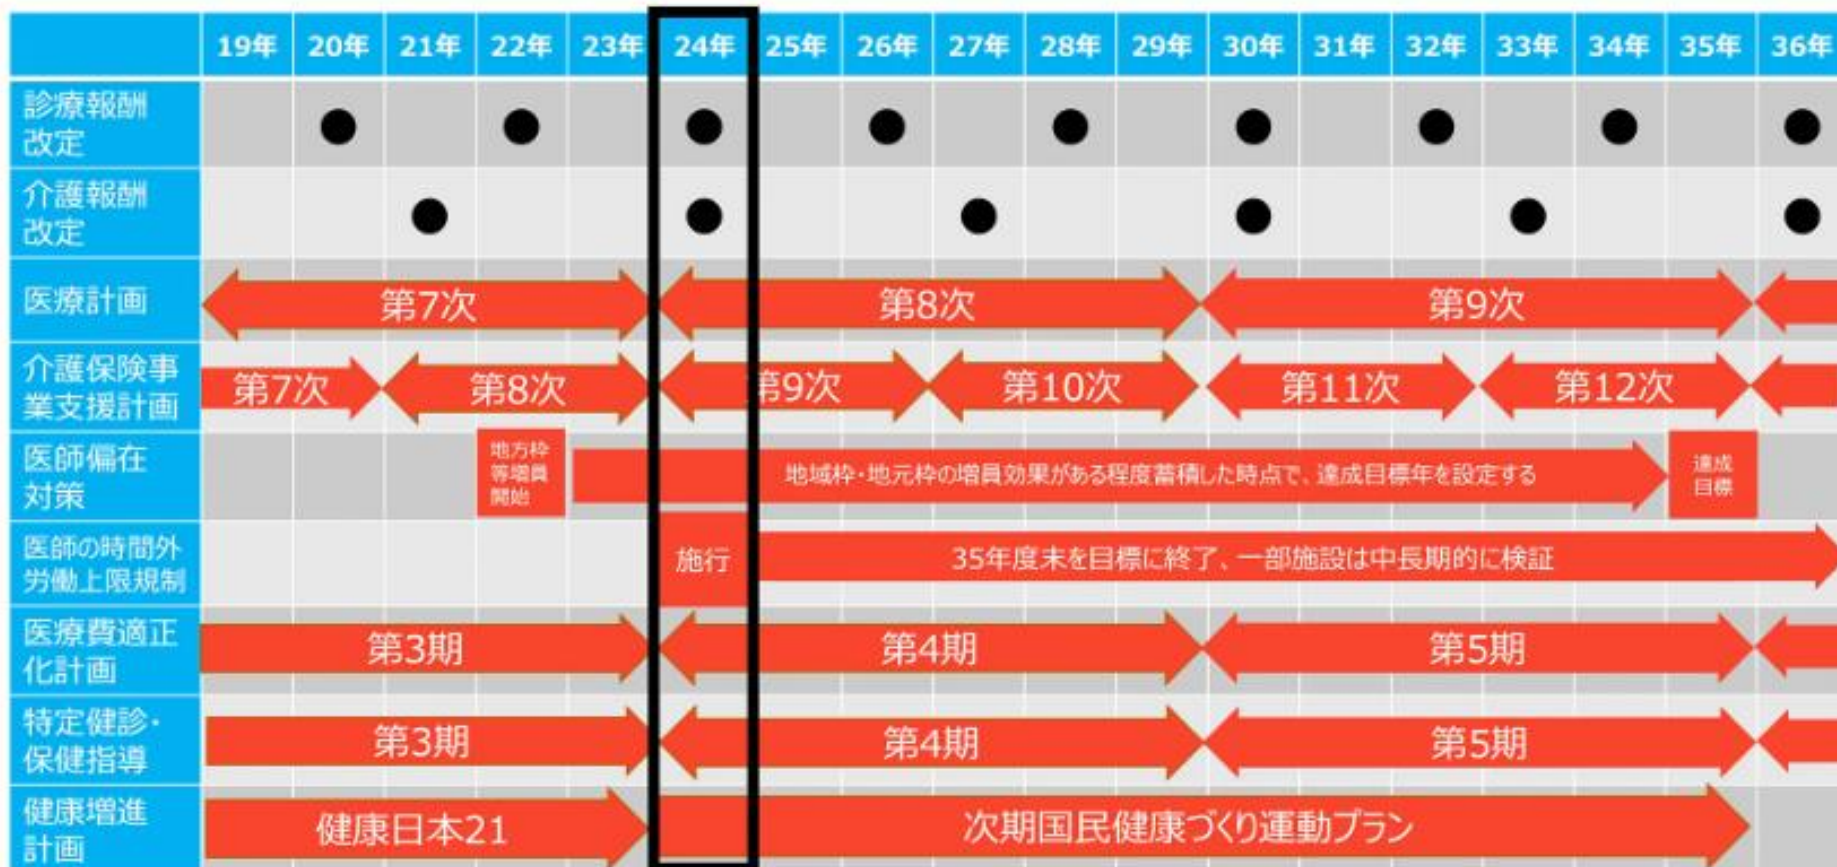 19年 20年 21年 22年 23年 24年 25年 26年 27年 28年 29年 30年 31年 32年 33年 34年 35年 36年
診療報酬
改定
介護報酬
改定
医療計画
第7次 第8次 第9次
介護保険事
業支援計画
第7次 第8次 第9次 第10次 第11次 第12次
医師偏在
対策
地方枠
等増員
開始
地域枠・地元枠の増員効果がある程度蓄積した時点で、達成目標年を設定する
達成
目標
医師の時間外
労働上限規制
施行
35年度末を目標に終了、一部施設は中長期的に検証
医療費適正
化計画
第3期 第4期 第5期
特定健診・
保健指導
第3期 第4期 第5期
健康増進
計画
健康日本21 次期国民健康づくり運動プラン